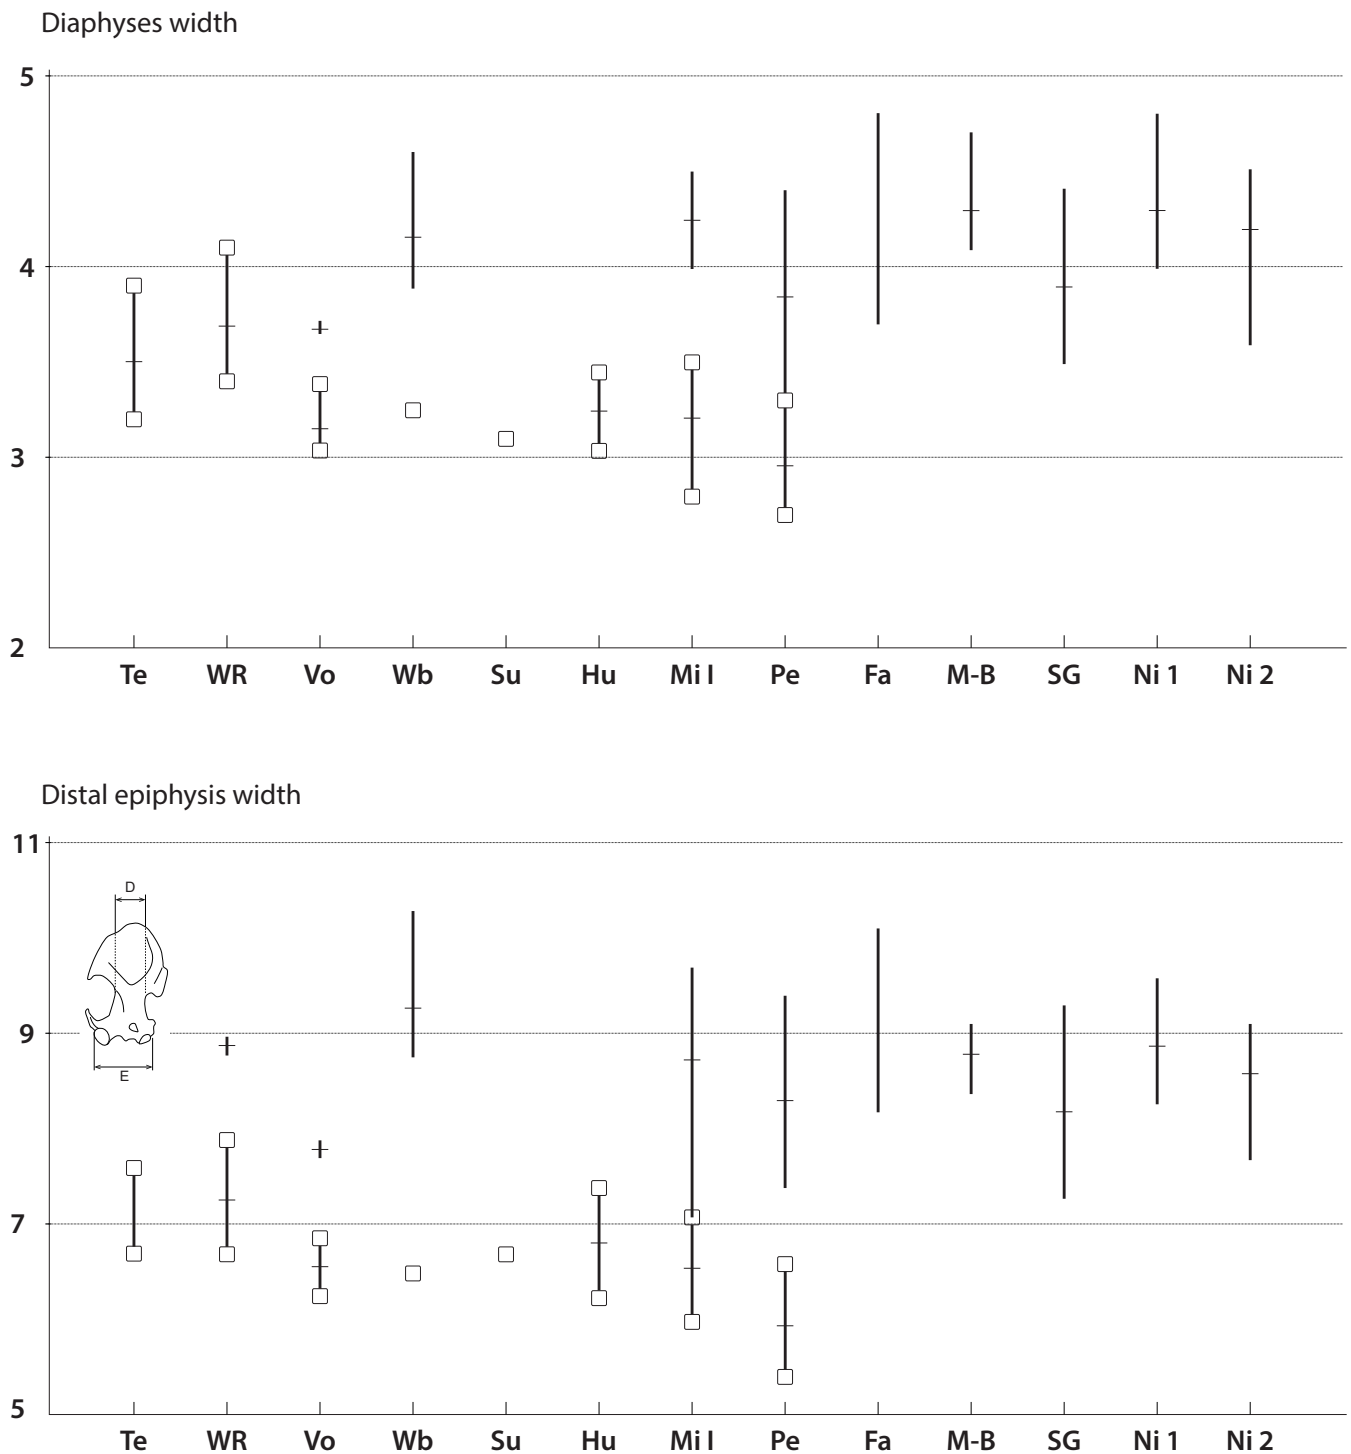 Diaphyses width
5
4
3
2
Te WR Vo Wb Su Hu Mi I Pe Fa M-B SG Ni 1 Ni 2
Distal epiphysis width
11
D
9
E
7
5
Te WR Vo Wb Su Hu Mi I Pe Fa M-B SG Ni 1 Ni 2